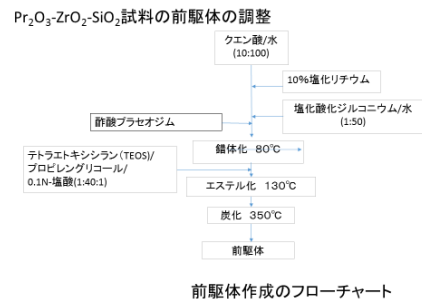 Pr2O3-ZrO2-SiO2試料の前駆体の調整
クエン酸/水
(10:100)
10%塩化リチウム
塩化酸化ジルコニウム/水
(1:50)
酢酸プラセオジム
錯体化 80℃
テトラエトキシシラン(TEOS)/
プロピレングリコール/
0.1N-塩酸(1:40:1)
エステル化 130℃
炭化 350℃
前駆体
前駆体作成のフローチャート